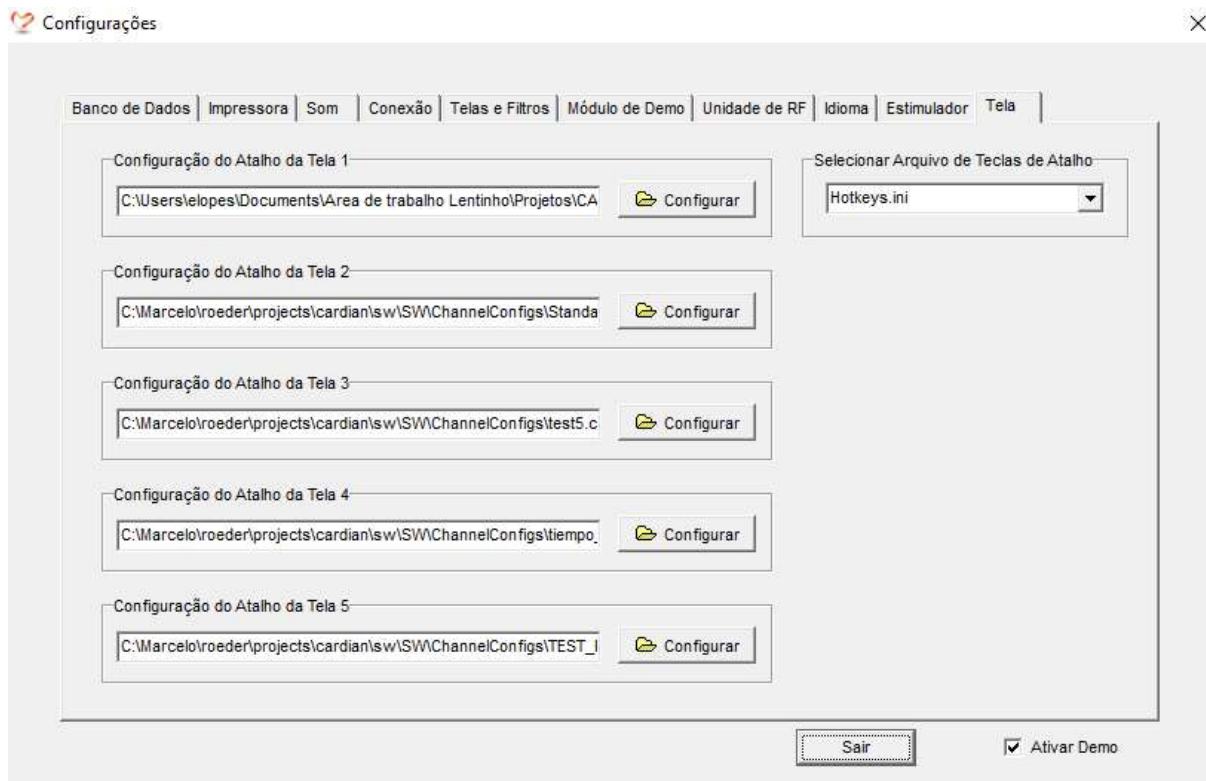 Configurações
Banco de Dados Impressora Som Conexão Telas e Filtros Módulo de Demo Unidade de RF Idioma Estimulador Tela
Configuração do Atalho da Tela 1
C:\Users\elopes\Documents\Area de trabalho Lentinho\Projetos\CA
Configurar
Selecionar Arquivo de Teclas de Atalho
Hotkeys.ini
Configuração do Atalho da Tela 2
C:\Marcelo\roeder\projects\cardian\sw\SW\ChannelConfigs\Standa
Configurar
Configuração do Atalho da Tela 3
C:\Marcelo\roeder\projects\cardian\sw\SW\ChannelConfigs\test5.c
Configurar
Configuração do Atalho da Tela 4
C:\Marcelo\roeder\projects\cardian\sw\SW\ChannelConfigs\tiempo_
Configurar
Configuração do Atalho da Tela 5
C:\Marcelo\roeder\projects\cardian\sw\SW\ChannelConfigs\TEST_
Configurar
Sair
Ativar Demo